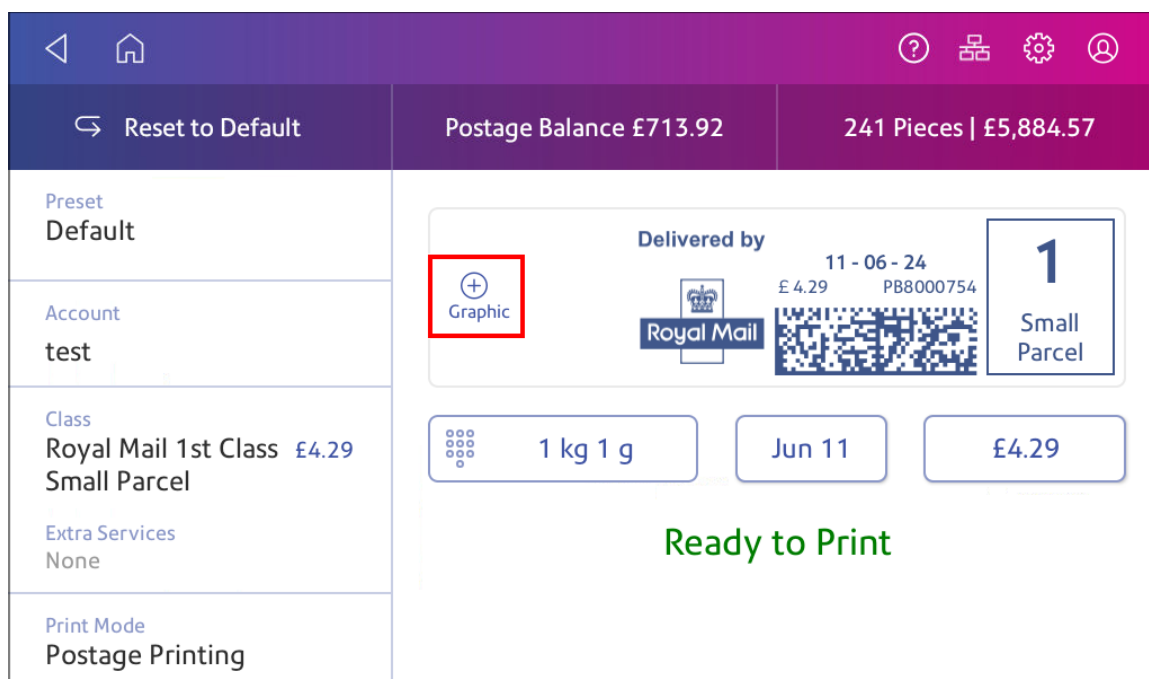 Reset to Default
Postage Balance £713.92
241 Pieces | £5,884.57
Preset
Default
Account
test
Class
Royal Mail 1st Class £4.29
Small Parcel
Extra Services
None
Print Mode
Postage Printing
+ Graphic
Delivered by
Royal Mail
11 - 06 - 24
£ 4.29 PB8000754
1
Small
Parcel
1 kg 1 g
Jun 11
£4.29
Ready to Print